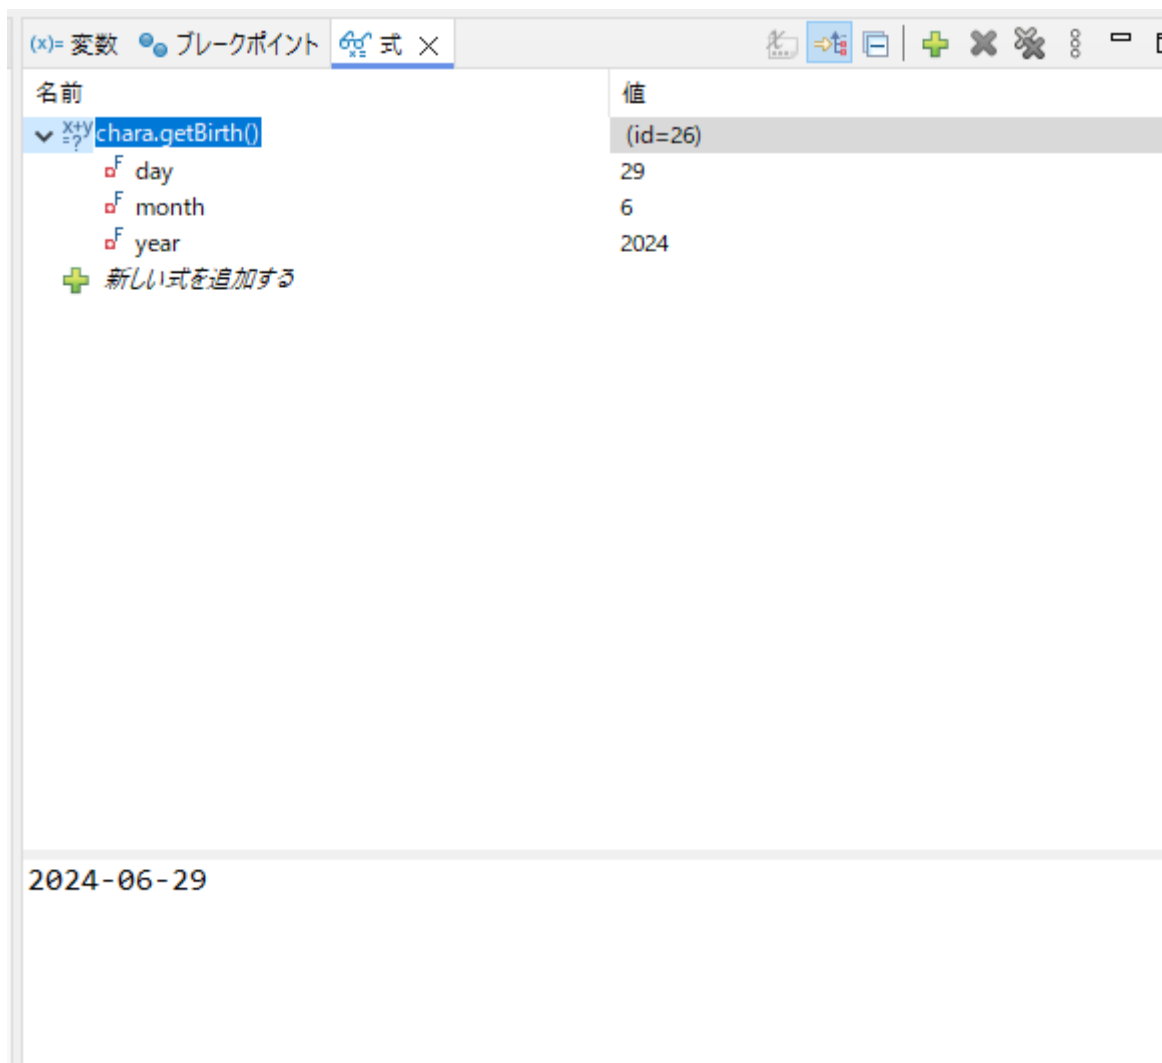 (x)= 変数 ブレークポイント 式
名前 値
x+y=? chara.getBirth() (id=26)
F day 29
F month 6
F year 2024
新しい式を追加する
2024-06-29